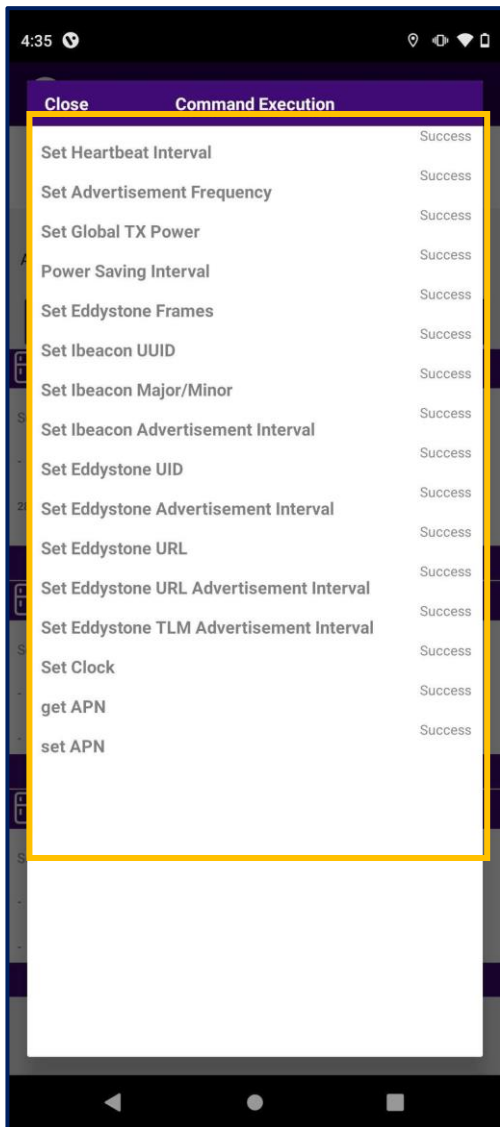 4:35
Close Command Execution
Success
Set Heartbeat Interval
Success
Set Advertisement Frequency
Success
Set Global TX Power
Success
Power Saving Interval
Success
Set Eddystone Frames
Success
Set Ibeacon UUID
Success
Set Ibeacon Major/Minor
Success
Set Ibeacon Advertisement Interval
Success
Set Eddystone UID
Success
Set Eddystone Advertisement Interval
Success
Set Eddystone URL
Success
Set Eddystone URL Advertisement Interval
Success
Set Eddystone TLM Advertisement Interval
Success
Set Clock
Success
get APN
Success
set APN